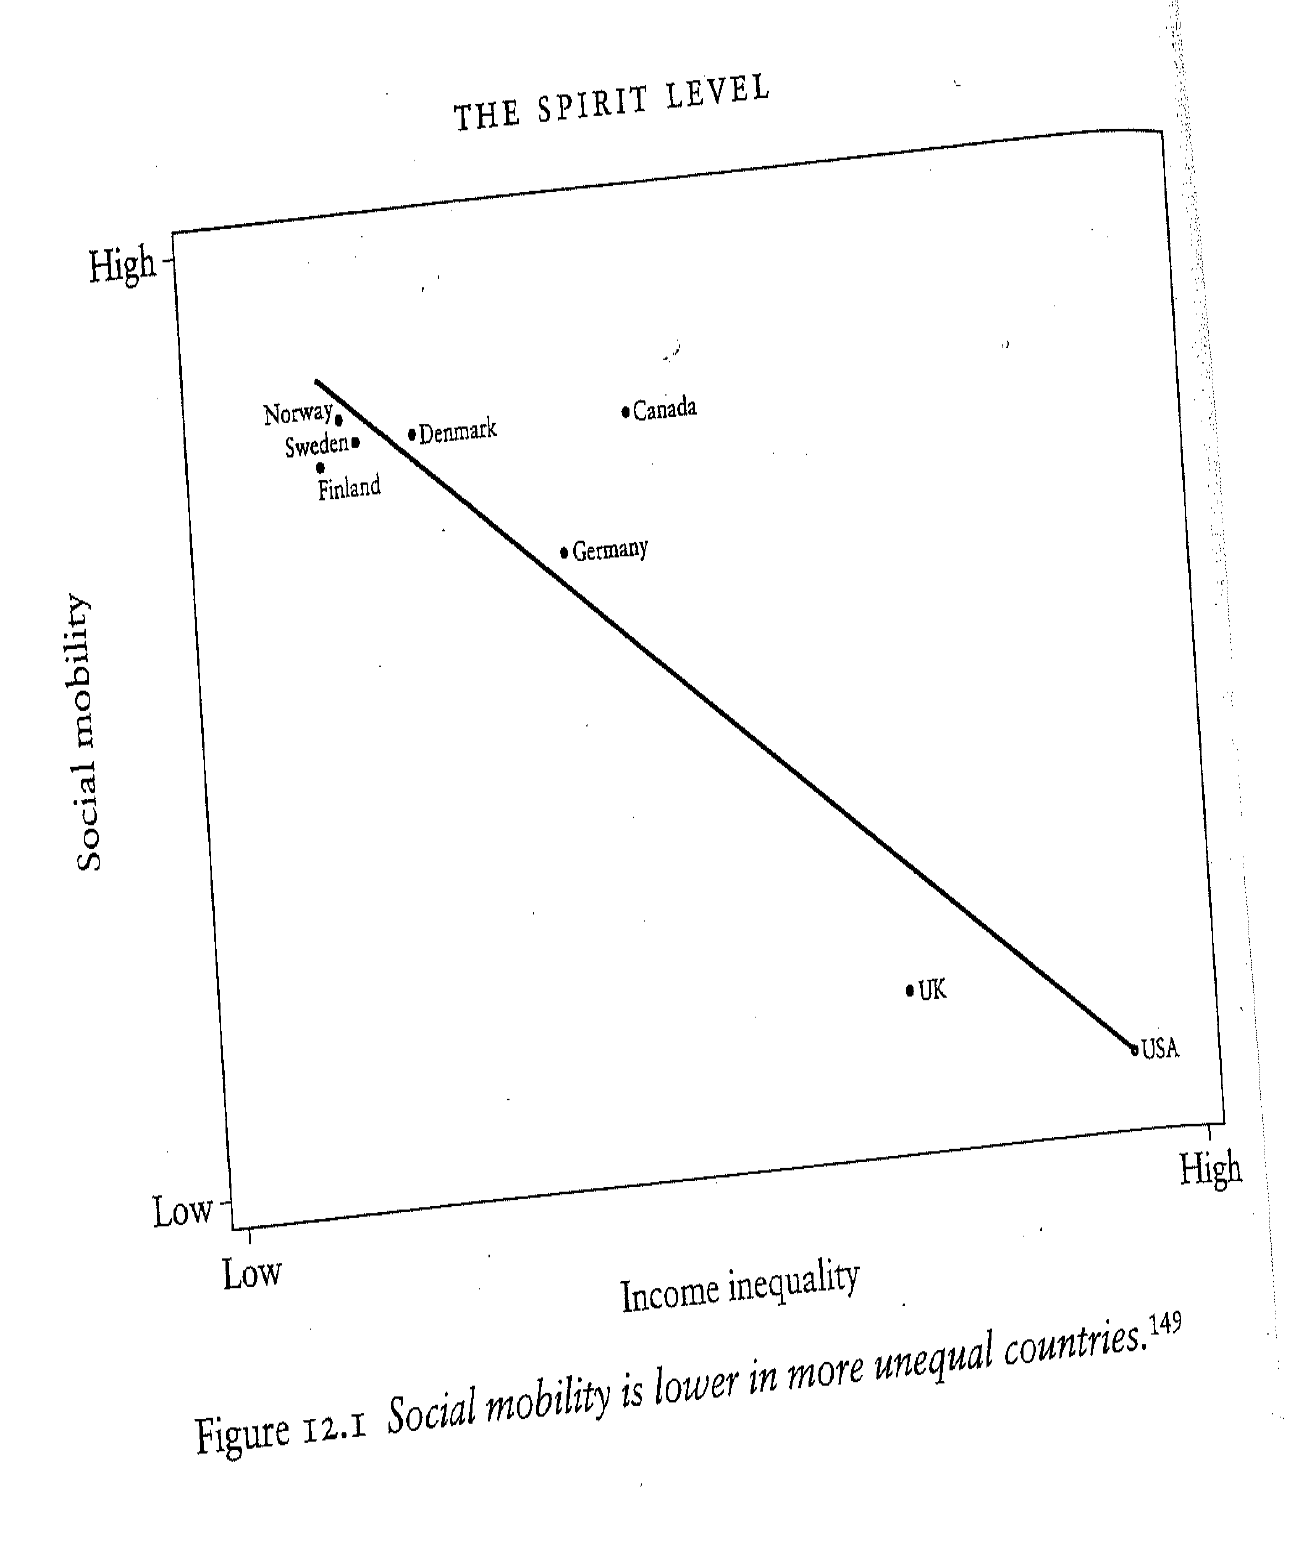 THE SPIRIT LEVEL
High
Norway
Sweden
Finland
Denmark
Canada
Germany
Social mobility
UK
USA
Low
Low
High
Income inequality
Figure 12.1 Social mobility is lower in more unequal countries.149